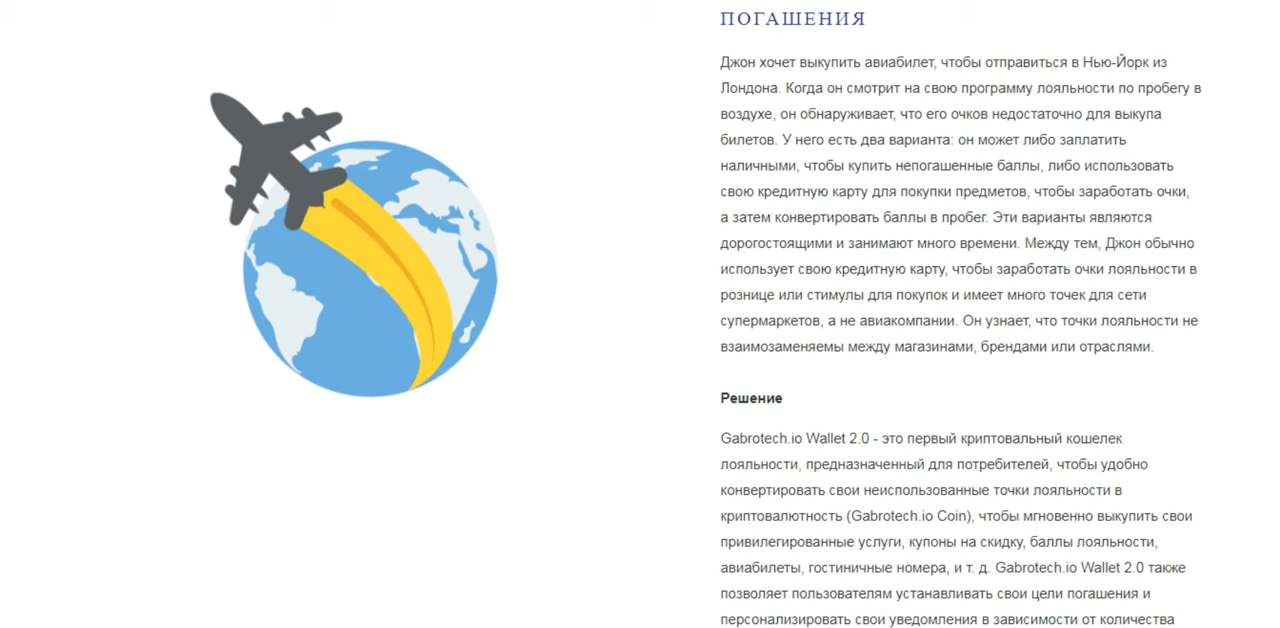 ПОГАШЕНИЯ
Джон хочет выкупить авиабилет, чтобы отправиться в Нью-Йорк из
Лондона. Когда он смотрит на свою программу лояльности по пробегу в
воздухе, он обнаруживает, что его очков недостаточно для выкупа
билетов. У него есть два варианта: он может либо заплатить
наличными, чтобы купить непогашенные баллы, либо использовать
свою кредитную карту для покупки предметов, чтобы заработать очки,
а затем конвертировать баллы в пробег. Эти варианты являются
дорогостоящими и занимают много времени. Между тем, Джон обычно
использует свою кредитную карту, чтобы заработать очки лояльности в
рознице или стимулы для покупок и имеет много точек для сети
супермаркетов, а не авиакомпании. Он узнает, что точки лояльности не
взаимозаменяемы между магазинами, брендами или отраслями.
Решение
Gabrotech.io Wallet 2.0 - это первый криптовальный кошелек
лояльности, предназначенный для потребителей, чтобы удобно
конвертировать свои неиспользованные точки лояльности в
криптовалютность (Gabrotech.io Coin), чтобы мгновенно выкупить свои
привилегированные услуги, купоны на скидку, баллы лояльности,
авиабилеты, гостиничные номера, и т. д. Gabrotech.io Wallet 2.0 также
позволяет пользователям устанавливать свои цели погашения и
персонализировать свои уведомления в зависимости от количества